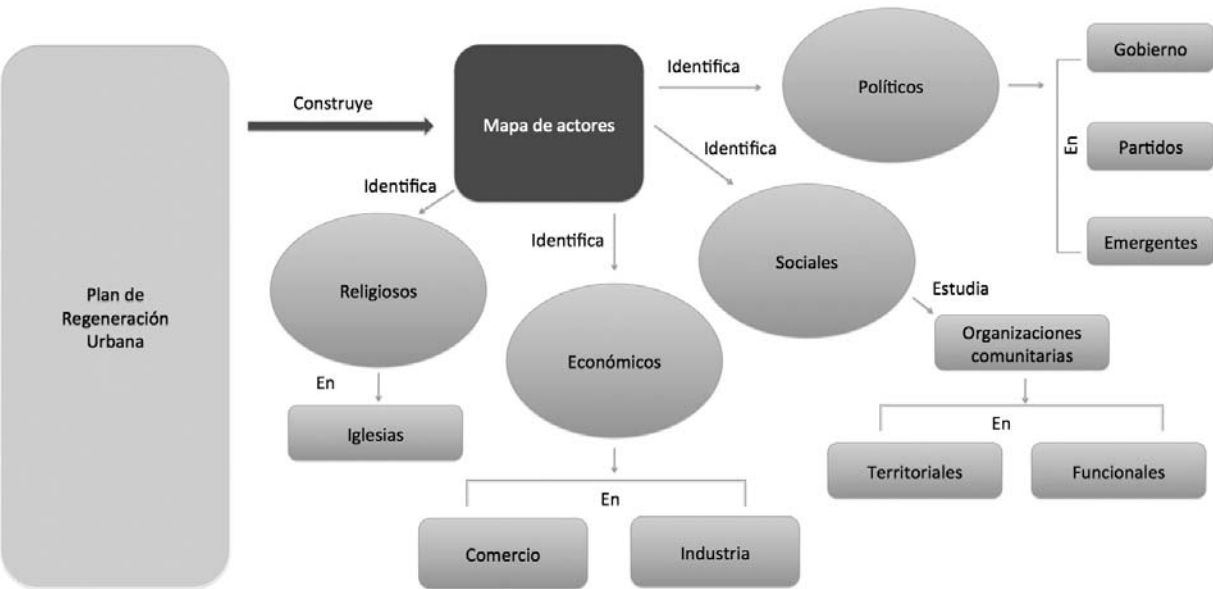 Plan de
Regeneración
Urbana
Construye
Mapa de actores
Identifica
Políticos
En
Gobierno
Partidos
Emergentes
Identifica
Sociales
Estudia
Organizaciones
comunitarias
En
Territoriales
Funcionales
Identifica
Económicos
En
Comercio
Industria
Identifica
Religiosos
En
Iglesias